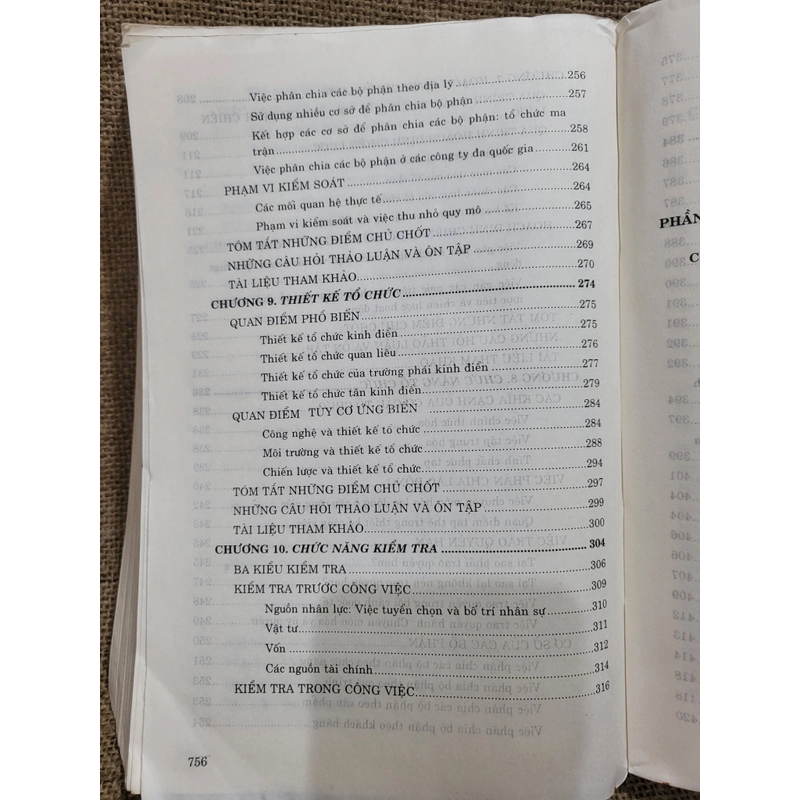 Việc phân chia các bộ phận theo địa lý ........ 256
Sử dụng nhiều cơ sở để phân chia bộ phận ........ 257
Kết hợp các cơ sở để phân chia các bộ phận: tổ chức ma
trận ........ 258
Việc phân chia các bộ phận ở các công ty đa quốc gia ........ 261
PHẠM VI KIỂM SOÁT ........ 264
Các mối quan hệ thực tế ........ 264
Phạm vi kiểm soát và việc thu nhỏ quy mô ........ 265
TÓM TẮT NHỮNG ĐIỂM CHỦ CHỐT ........ 267
NHỮNG CÂU HỎI THẢO LUẬN VÀ ÔN TẬP ........ 269
TÀI LIỆU THAM KHẢO ........ 270
CHƯƠNG 9. THIẾT KẾ TỔ CHỨC ........ 274
QUAN ĐIỂM PHỔ BIẾN ........ 275
Thiết kế tổ chức kinh điển ........ 275
Thiết kế tổ chức quan liêu ........ 276
Thiết kế tổ chức của trường phái kinh điển ........ 277
Thiết kế tổ chức tân kinh điển ........ 279
QUAN ĐIỂM TÙY CƠ ỨNG BIẾN ........ 284
Công nghệ và thiết kế tổ chức ........ 284
Môi trường và thiết kế tổ chức ........ 288
Chiến lược và thiết kế tổ chức ........ 294
TÓM TẮT NHỮNG ĐIỂM CHỦ CHỐT ........ 297
NHỮNG CÂU HỎI THẢO LUẬN VÀ ÔN TẬP ........ 299
TÀI LIỆU THAM KHẢO ........ 300
CHƯƠNG 10. CHỨC NĂNG KIỂM TRA ........ 304
BA KIỂU KIỂM TRA ........ 306
KIỂM TRA TRƯỚC CÔNG VIỆC ........ 309
Nguồn nhân lực: Việc tuyển chọn và bố trí nhân sự ........ 310
Vật tư ........ 311
Vốn ........ 312
Các nguồn tài chính ........ 314
KIỂM TRA TRONG CÔNG VIỆC ........ 316
756
PHẦN